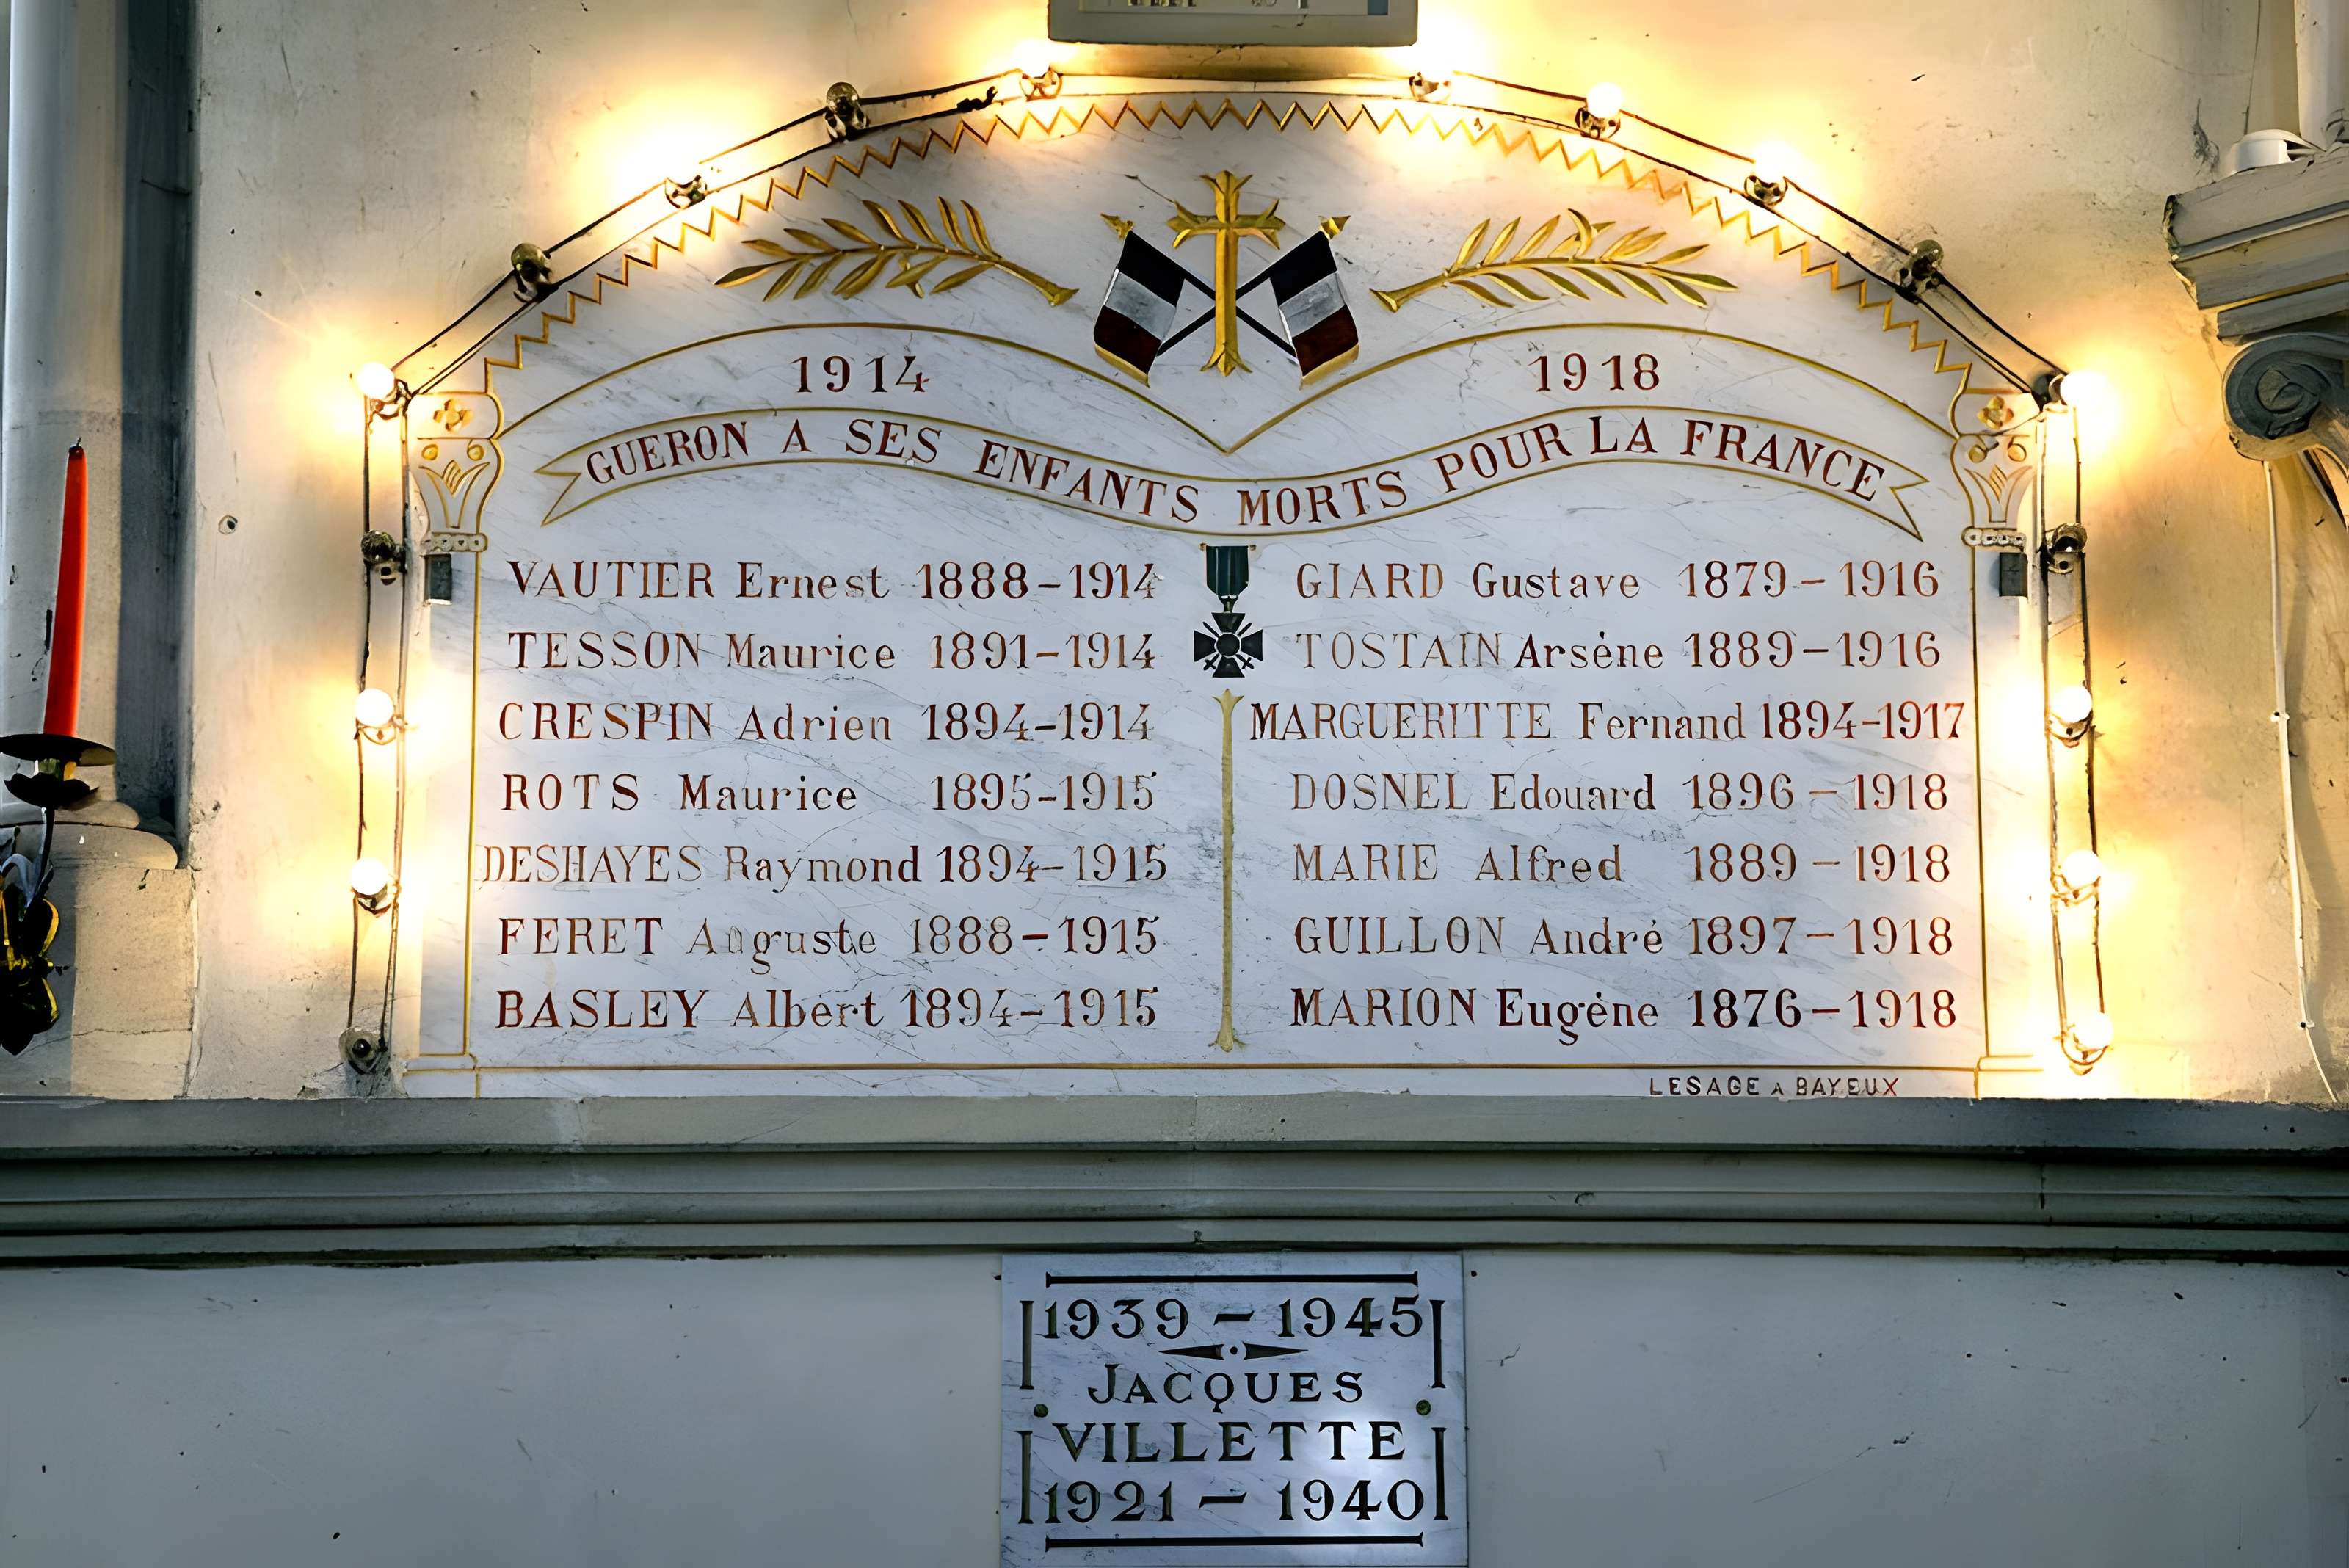 1914 1918
GUERON A SES ENFANTS MORTS POUR LA FRANCE
VAUTIER Ernest 1888-1914
TESSON Maurice 1891-1914
CRESPIN Adrien 1894-1914
ROTS Maurice 1895-1915
DESHAYES Raymond 1894-1915
FERET Auguste 1888-1915
BASLEY Albert 1894-1915
GIARD Gustave 1879-1916
TOSTAIN Arsène 1889-1916
MARGUERITTE Fernand 1894-1917
DOSNEL Edouard 1896-1918
MARIE Alfred 1889-1918
GUILLON André 1897-1918
MARION Eugène 1876-1918
LESAGE A BAYEUX
1939 - 1945
JACQUES
VILLETTE
1921 - 1940